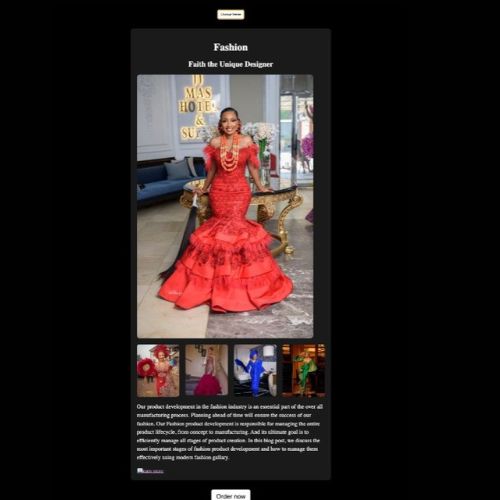 Change Theme
Fashion
Faith the Unique Designer
MAS
HOTEL
&
SU
Our product development in the fashion industry is an essential part of the over all
manufacturing process. Planning ahead of time will ensure the success of our
fashion. Our Fashion product development is responsible for managing the entire
product lifecycle, from concept to manufacturing. And its ultimate goal is to
efficiently manage all stages of product creation. In this blog post, we discuss the
most important stages of fashion product development and how to manage them
effectively using modern fashion gallary.
learn more
Order now